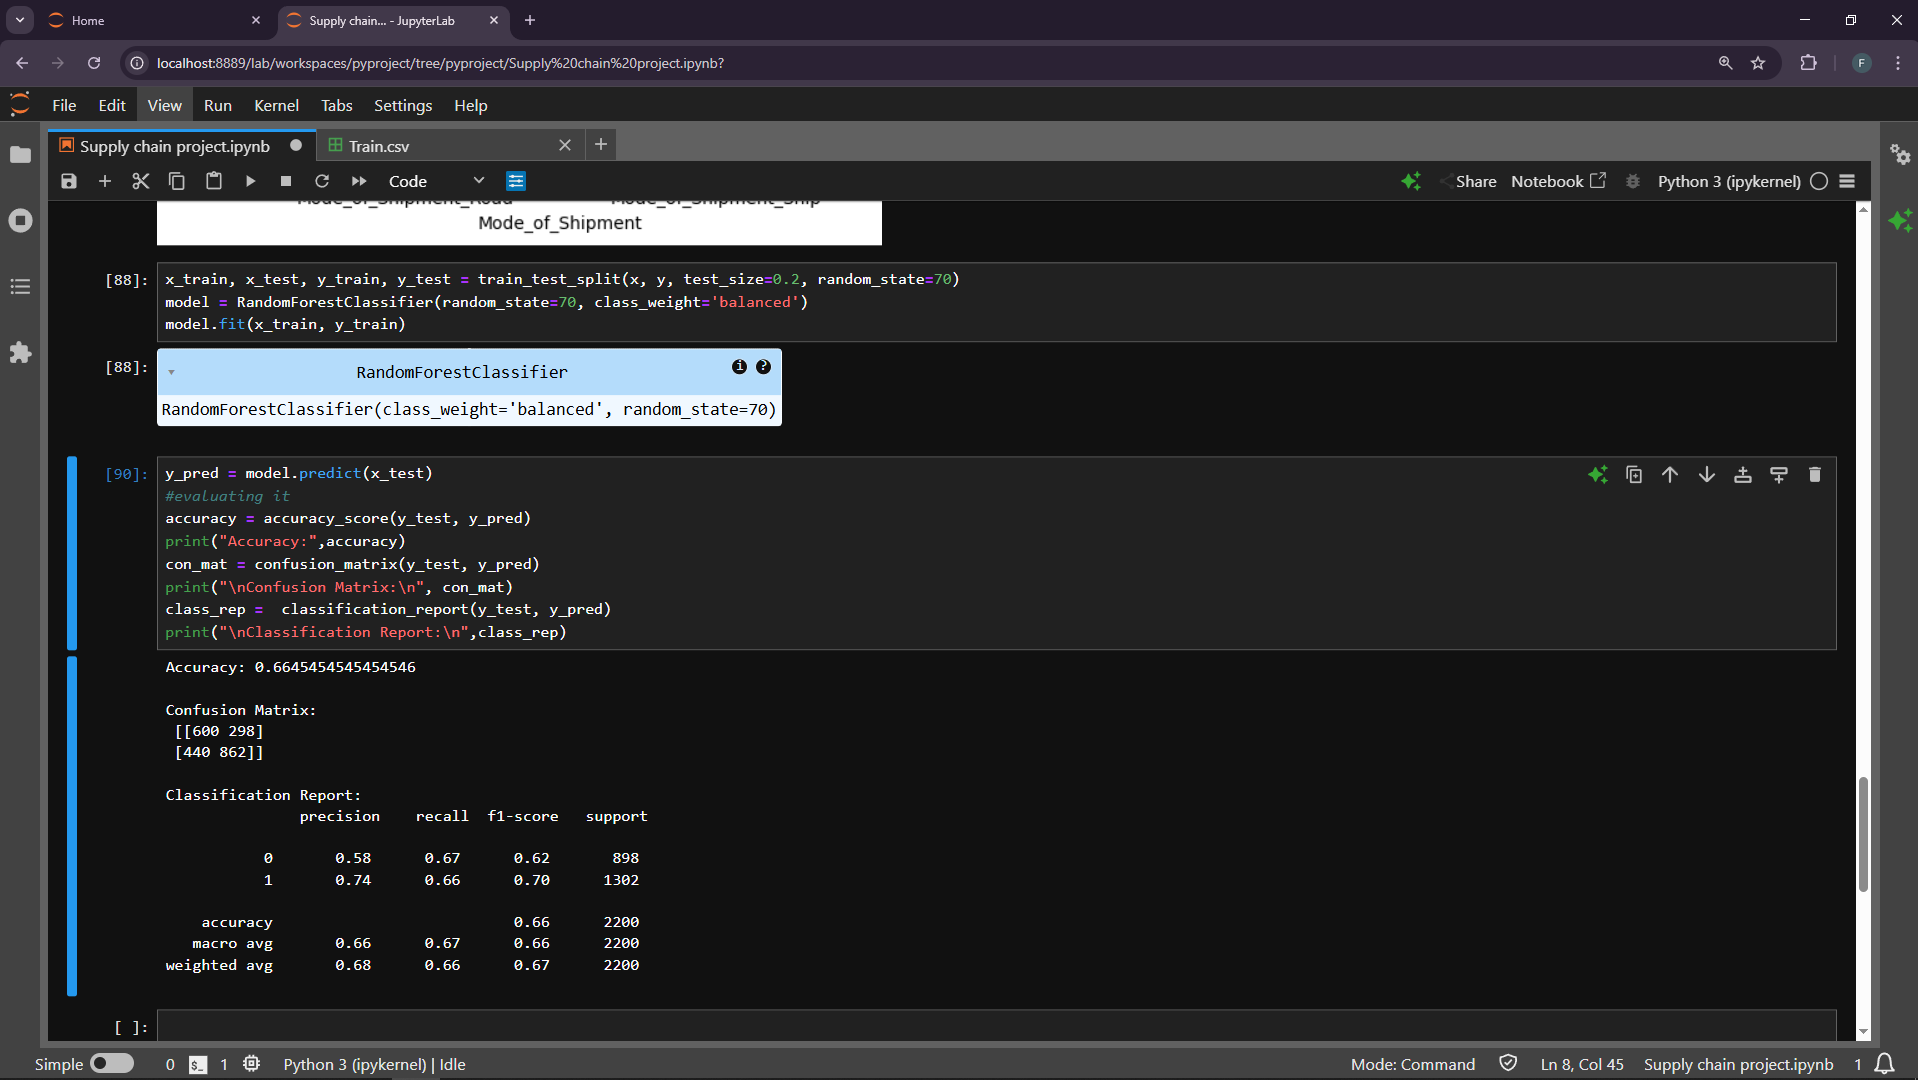 Home
Supply chain... - JupyterLab
localhost:8889/lab/workspaces/pyproject/tree/pyproject/Supply%20chain%20project.ipynb?
F
File Edit View Run Kernel Tabs Settings Help
Supply chain project.ipynb
Train.csv
Code
Share
Notebook
Python 3 (ipykernel)
Mode_of_Shipment_Road Mode_of_Shipment_Ship
Mode_of_Shipment
[88]:
x_train, x_test, y_train, y_test = train_test_split(x, y, test_size=0.2, random_state=70)
model = RandomForestClassifier(random_state=70, class_weight='balanced')
model.fit(x_train, y_train)
[88]:
RandomForestClassifier
RandomForestClassifier(class_weight='balanced', random_state=70)
[90]:
y_pred = model.predict(x_test)
#evaluating it
accuracy = accuracy_score(y_test, y_pred)
print("Accuracy:",accuracy)
con_mat = confusion_matrix(y_test, y_pred)
print("\nConfusion Matrix:\n", con_mat)
class_rep =  classification_report(y_test, y_pred)
print("\nClassification Report:\n",class_rep)
Accuracy: 0.6645454545454546
Confusion Matrix:
[[600 298]
[440 862]]
Classification Report:
precision recall f1-score support
0 0.58 0.67 0.62 898
1 0.74 0.66 0.70 1302
accuracy 0.66 2200
macro avg 0.66 0.67 0.66 2200
weighted avg 0.68 0.66 0.67 2200
[ ]:
Simple 0 $_ 1 Python 3 (ipykernel) | Idle Mode: Command Ln 8, Col 45 Supply chain project.ipynb 1